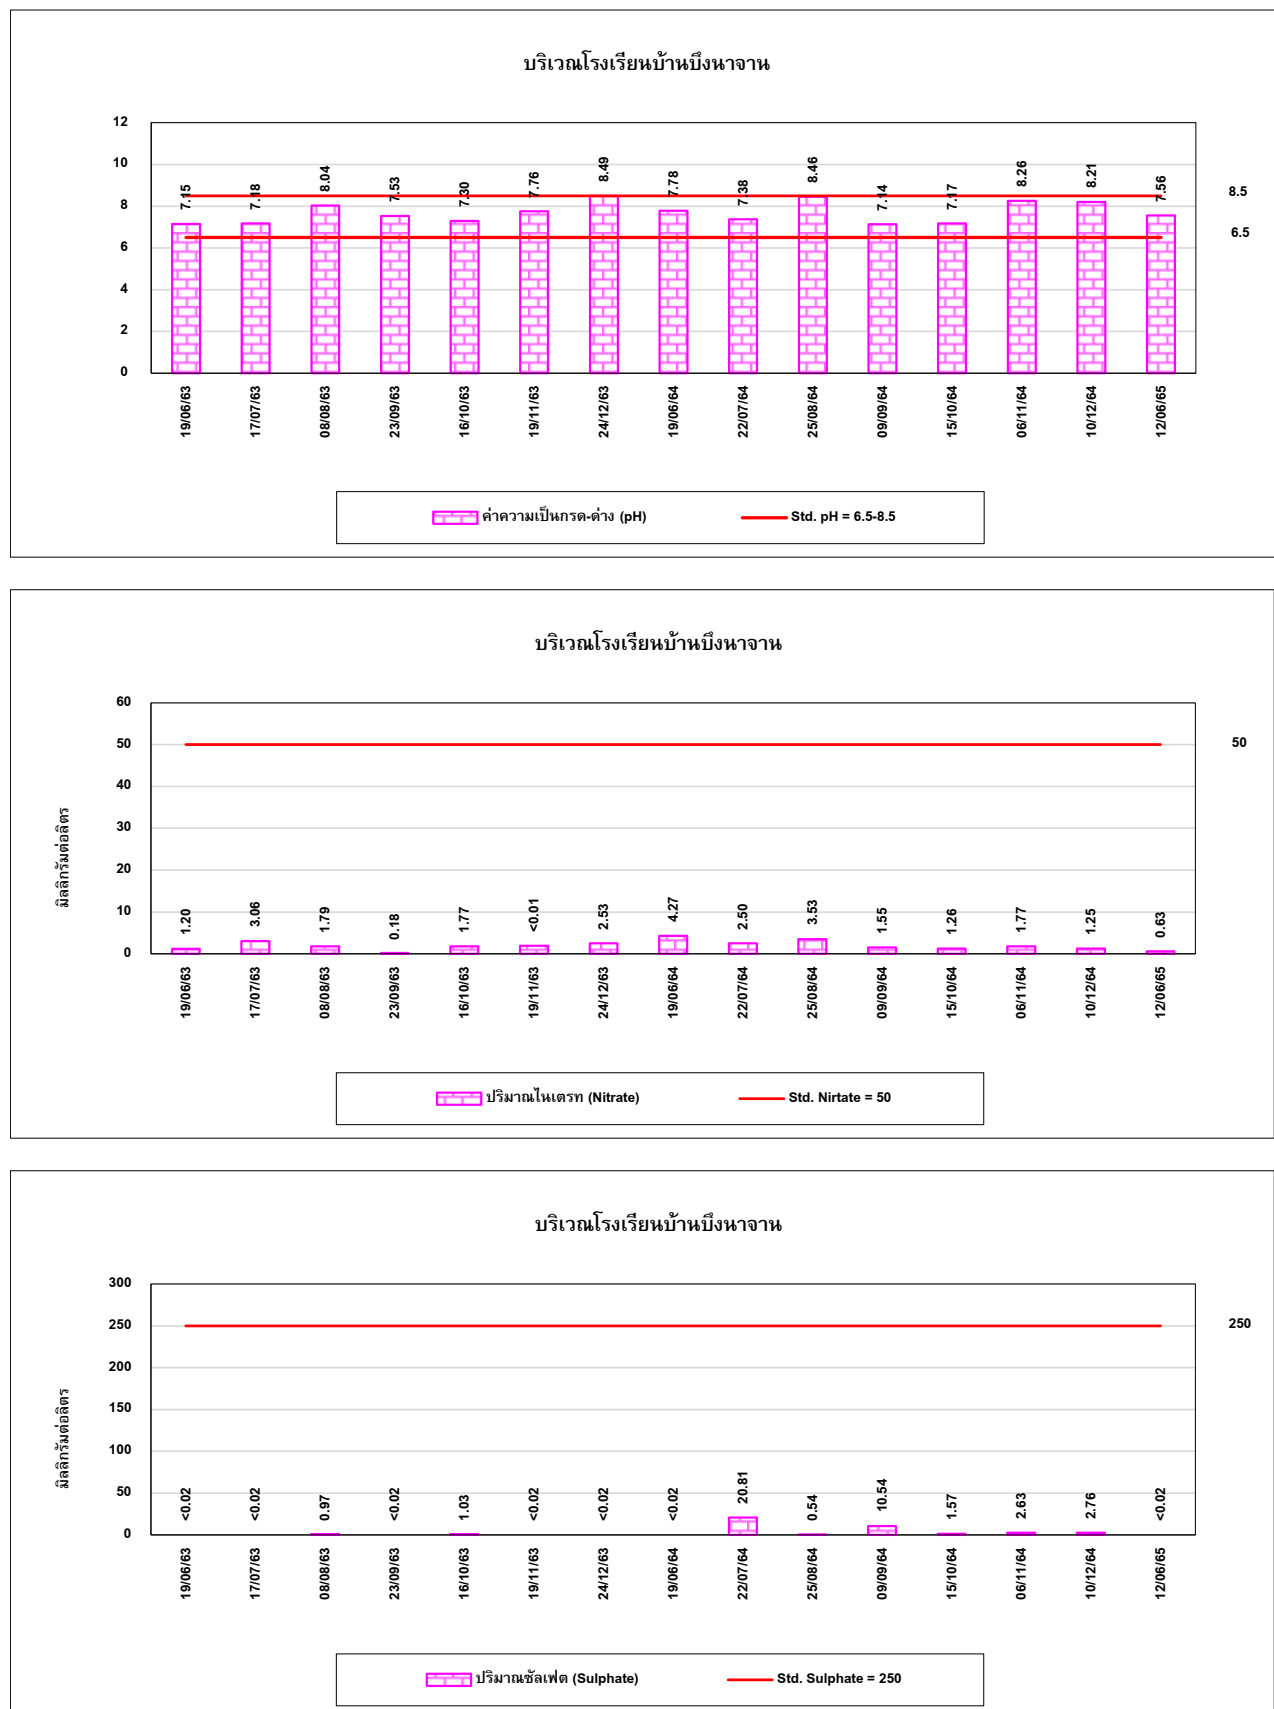 บริเวณโรงเรียนบ้านบึงนาจาน
12
10
8
6
4
2
0
7.15 7.18 8.04 7.53 7.30 7.76 8.49 7.78 7.38 8.46 7.14 7.17 8.26 8.21 7.56
8.5
6.5
19/06/63 17/07/63 08/08/63 23/09/63 16/10/63 19/11/63 24/12/63 19/06/64 22/07/64 25/08/64 09/09/64 15/10/64 06/11/64 10/12/64 12/06/65
ค่าความเป็นกรด-ด่าง (pH) Std. pH = 6.5-8.5
บริเวณโรงเรียนบ้านบึงนาจาน
มิลลิกรัมต่อลิตร
60
50
40
30
20
10
0
50
1.20 3.06 1.79 0.18 1.77 <0.01 2.53 4.27 2.50 3.53 1.55 1.26 1.77 1.25 0.63
19/06/63 17/07/63 08/08/63 23/09/63 16/10/63 19/11/63 24/12/63 19/06/64 22/07/64 25/08/64 09/09/64 15/10/64 06/11/64 10/12/64 12/06/65
ปริมาณไนเตรท (Nitrate) Std. Nirtate = 50
บริเวณโรงเรียนบ้านบึงนาจาน
มิลลิกรัมต่อลิตร
300
250
200
150
100
50
0
250
<0.02 <0.02 0.97 <0.02 1.03 <0.02 <0.02 <0.02 20.81 0.54 10.54 1.57 2.63 2.76 <0.02
19/06/63 17/07/63 08/08/63 23/09/63 16/10/63 19/11/63 24/12/63 19/06/64 22/07/64 25/08/64 09/09/64 15/10/64 06/11/64 10/12/64 12/06/65
ปริมาณซัลเฟต (Sulphate) Std. Sulphate = 250